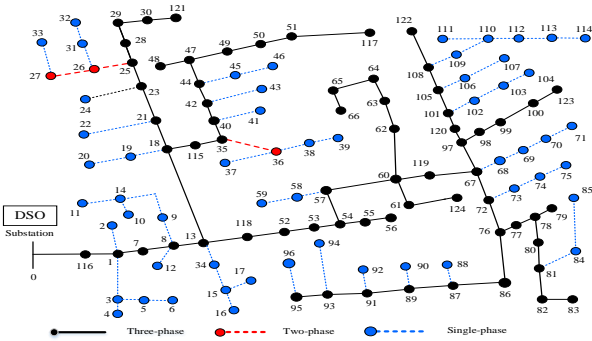 32 29 30 121 122
33 31 28 47 49 50 51 111 110 112 113 114
27 26 25 48 117 109
23 44 45 46 65 64 108 107
24 42 43 63 105 106 104
22 21 40 41 66 62 101 102 103 123
20 19 18 115 35 120 100
37 36 38 39 97 98 99 70 71
60 119 67 68 69 75
59 58 57 61 124 72 73 74 85
11 14 10 9
DSO 2 118 52 53 54 55 56 76 77 78 79
Substation 7 8 13 94 80 84
0 116 1 12 34 17 96 92 90 88 81
3 5 6 15 86
4 16 95 93 91 89 87 82 83
Three-phase Two-phase Single-phase